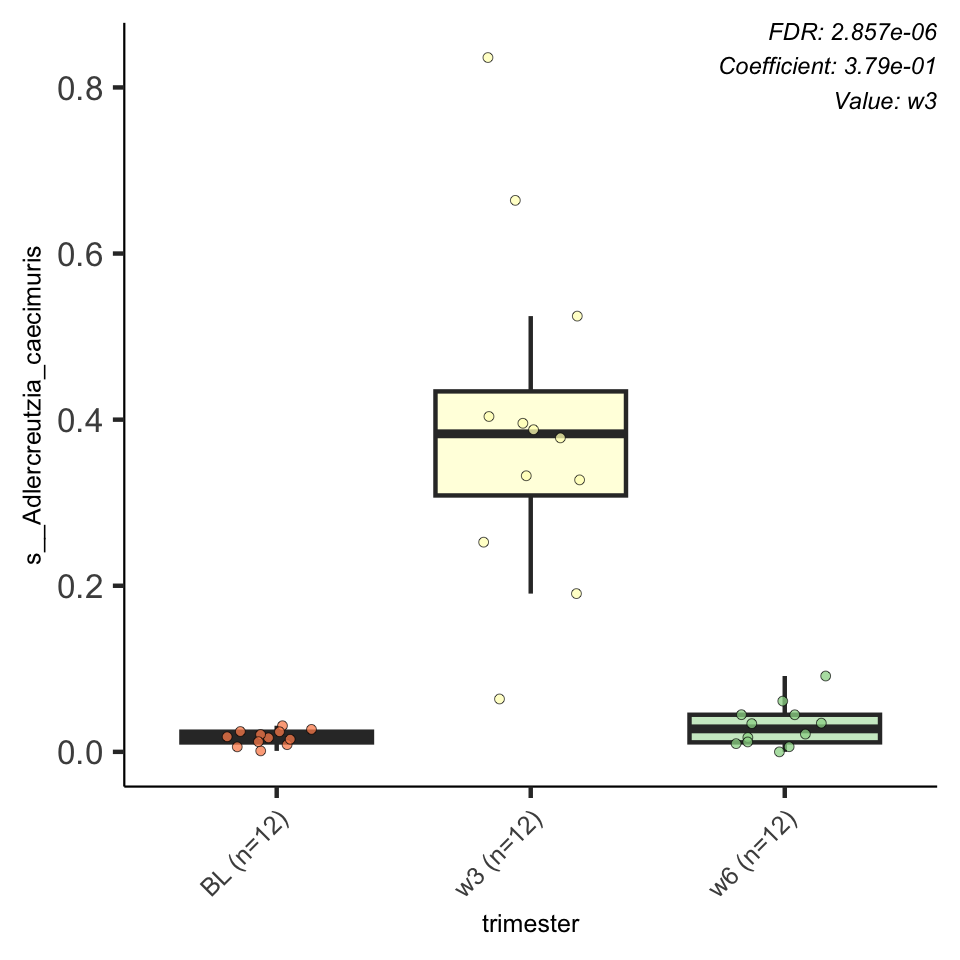 FDR: 2.857e-06
Coefficient: 3.79e-01
Value: w3
s__Adlercreutzia_caecimuris
0.8
0.6
0.4
0.2
0.0
BL (n=12)
w3 (n=12)
w6 (n=12)
trimester